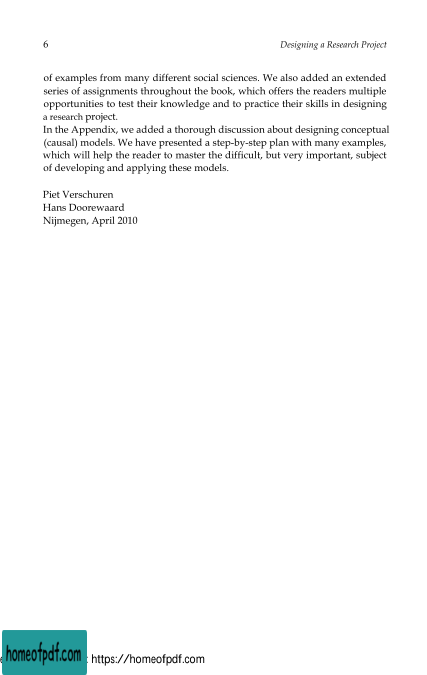 6
Designing a Research Project
of examples from many different social sciences. We also added an extended
series of assignments throughout the book, which offers the readers multiple
opportunities to test their knowledge and to practice their skills in designing
a research project.
In the Appendix, we added a thorough discussion about designing conceptual
(causal) models. We have presented a step-by-step plan with many examples,
which will help the reader to master the difficult, but very important, subject
of developing and applying these models.
Piet Verschuren
Hans Doorewaard
Nijmegen, April 2010
homeofpdf.com
https://homeofpdf.com